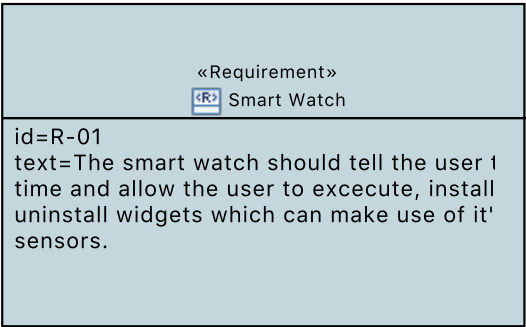 «Requirement»
<R> Smart Watch
id=R-01
text=The smart watch should tell the user
time and allow the user to excecute, install
uninstall widgets which can make use of it'
sensors.